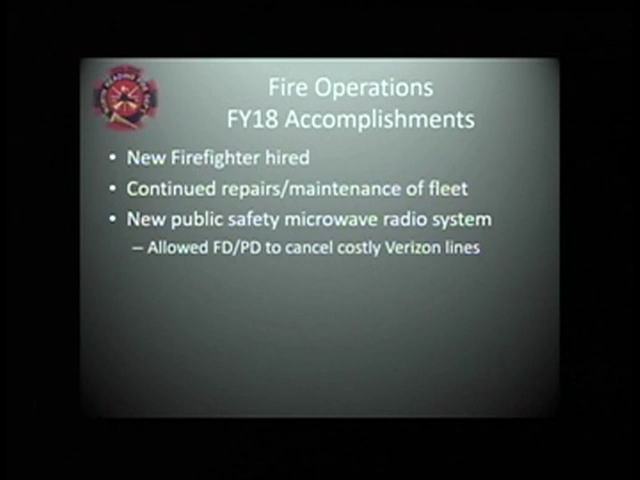 Fire Operations
FY18 Accomplishments
• New Firefighter hired
• Continued repairs/maintenance of fleet
• New public safety microwave radio system
– Allowed FD/PD to cancel costly Verizon lines